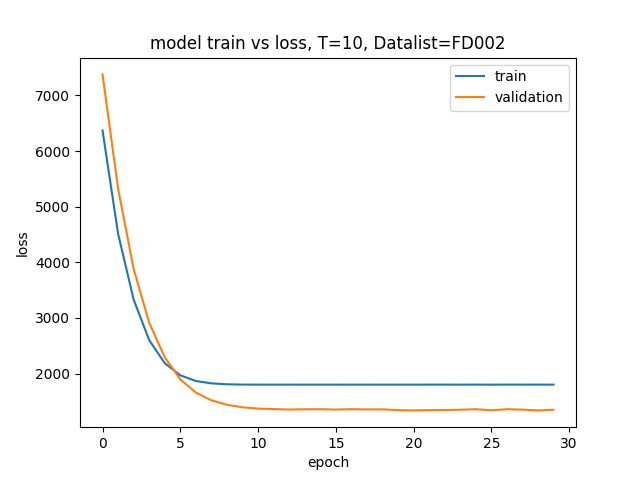 model train vs loss, T=10, Datalist=FD002
train
validation
7000
6000
5000
4000
3000
2000
loss
0 5 10 15 20 25 30
epoch